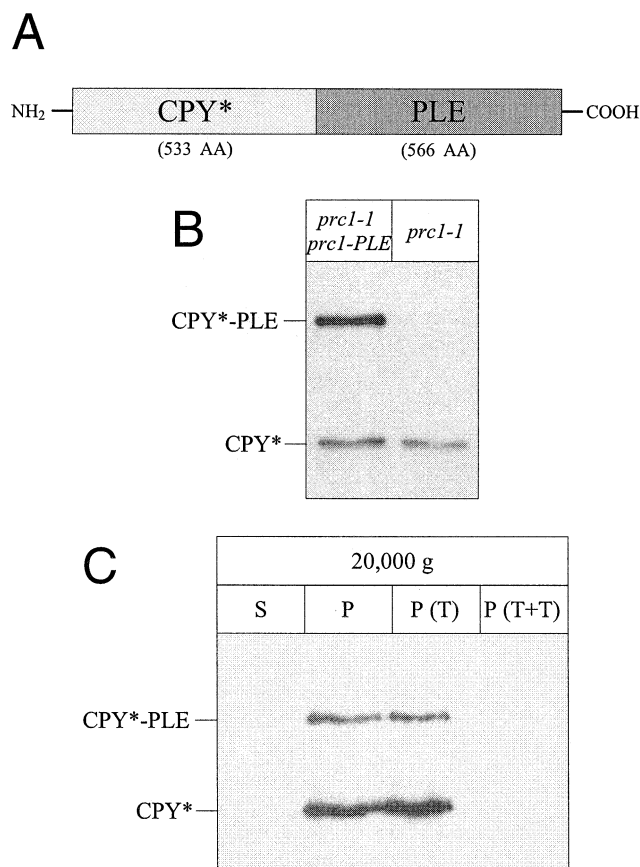 A
NH₂ CPY* PLE COOH
(533 AA) (566 AA)
B
prc1-1 prc1-1
prc1-PLE
CPY*-PLE
CPY*
C
20,000 g
S P P (T) P (T+T)
CPY*-PLE
CPY*